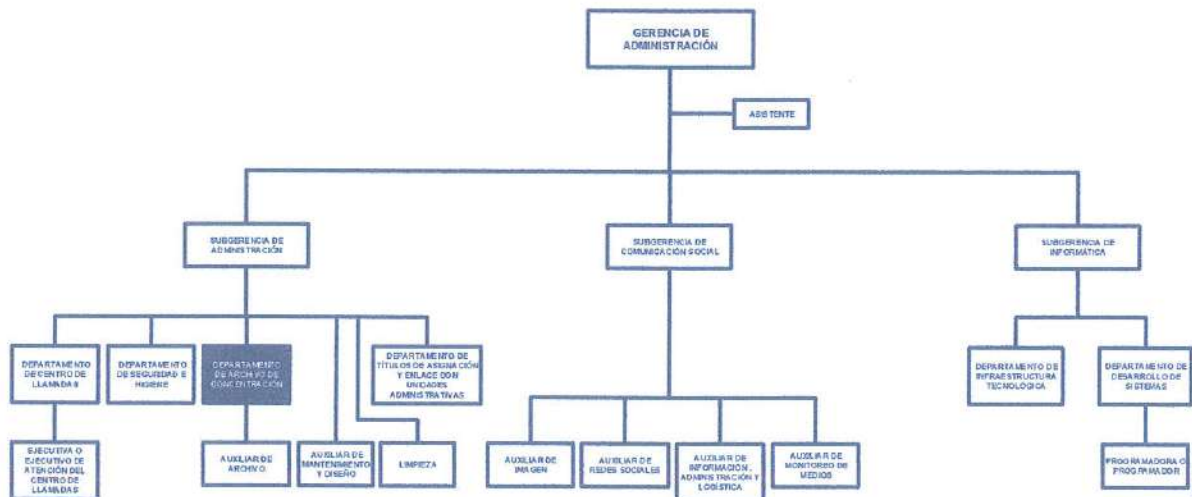 GERENCIA DE
ADMINISTRACIÓN
ASISTENTE
SUBGERENCIA DE
ADMINISTRACIÓN
SUBGERENCIA DE
COMUNICACIÓN SOCIAL
SUBGERENCIA DE
INFORMÁTICA
DEPARTAMENTO
DE CENTRO DE
LLAMADAS
DEPARTAMENTO
DE SEGURIDAD E
HIGIENE
DEPARTAMENTO
DE ARCHIVO DE
CONCENTRACIÓN
DEPARTAMENTO DE
TÍTULOS DE ASIGNACIÓN
Y ENLACE CON
UNIDADES
ADMINISTRATIVAS
DEPARTAMENTO DE
INFRAESTRUCTURA
TECNOLÓGICA
DEPARTAMENTO DE
DESARROLLO DE
SISTEMAS
EJECUTIVA O
EJECUTIVO DE
ATENCIÓN DEL
CENTRO DE
LLAMADAS
AUXILIAR DE
ARCHIVO
AUXILIAR DE
MANTENIMIENTO
Y DISEÑO
LIMPIEZA
AUXILIAR DE
IMAGEN
AUXILIAR DE
REDES SOCIALES
AUXILIAR DE
INFORMACIÓN,
ADMINISTRACIÓN Y
LOGÍSTICA
AUXILIAR DE
MONITOREO DE
MEDIOS
PROGRAMADORA O
PROGRAMADOR